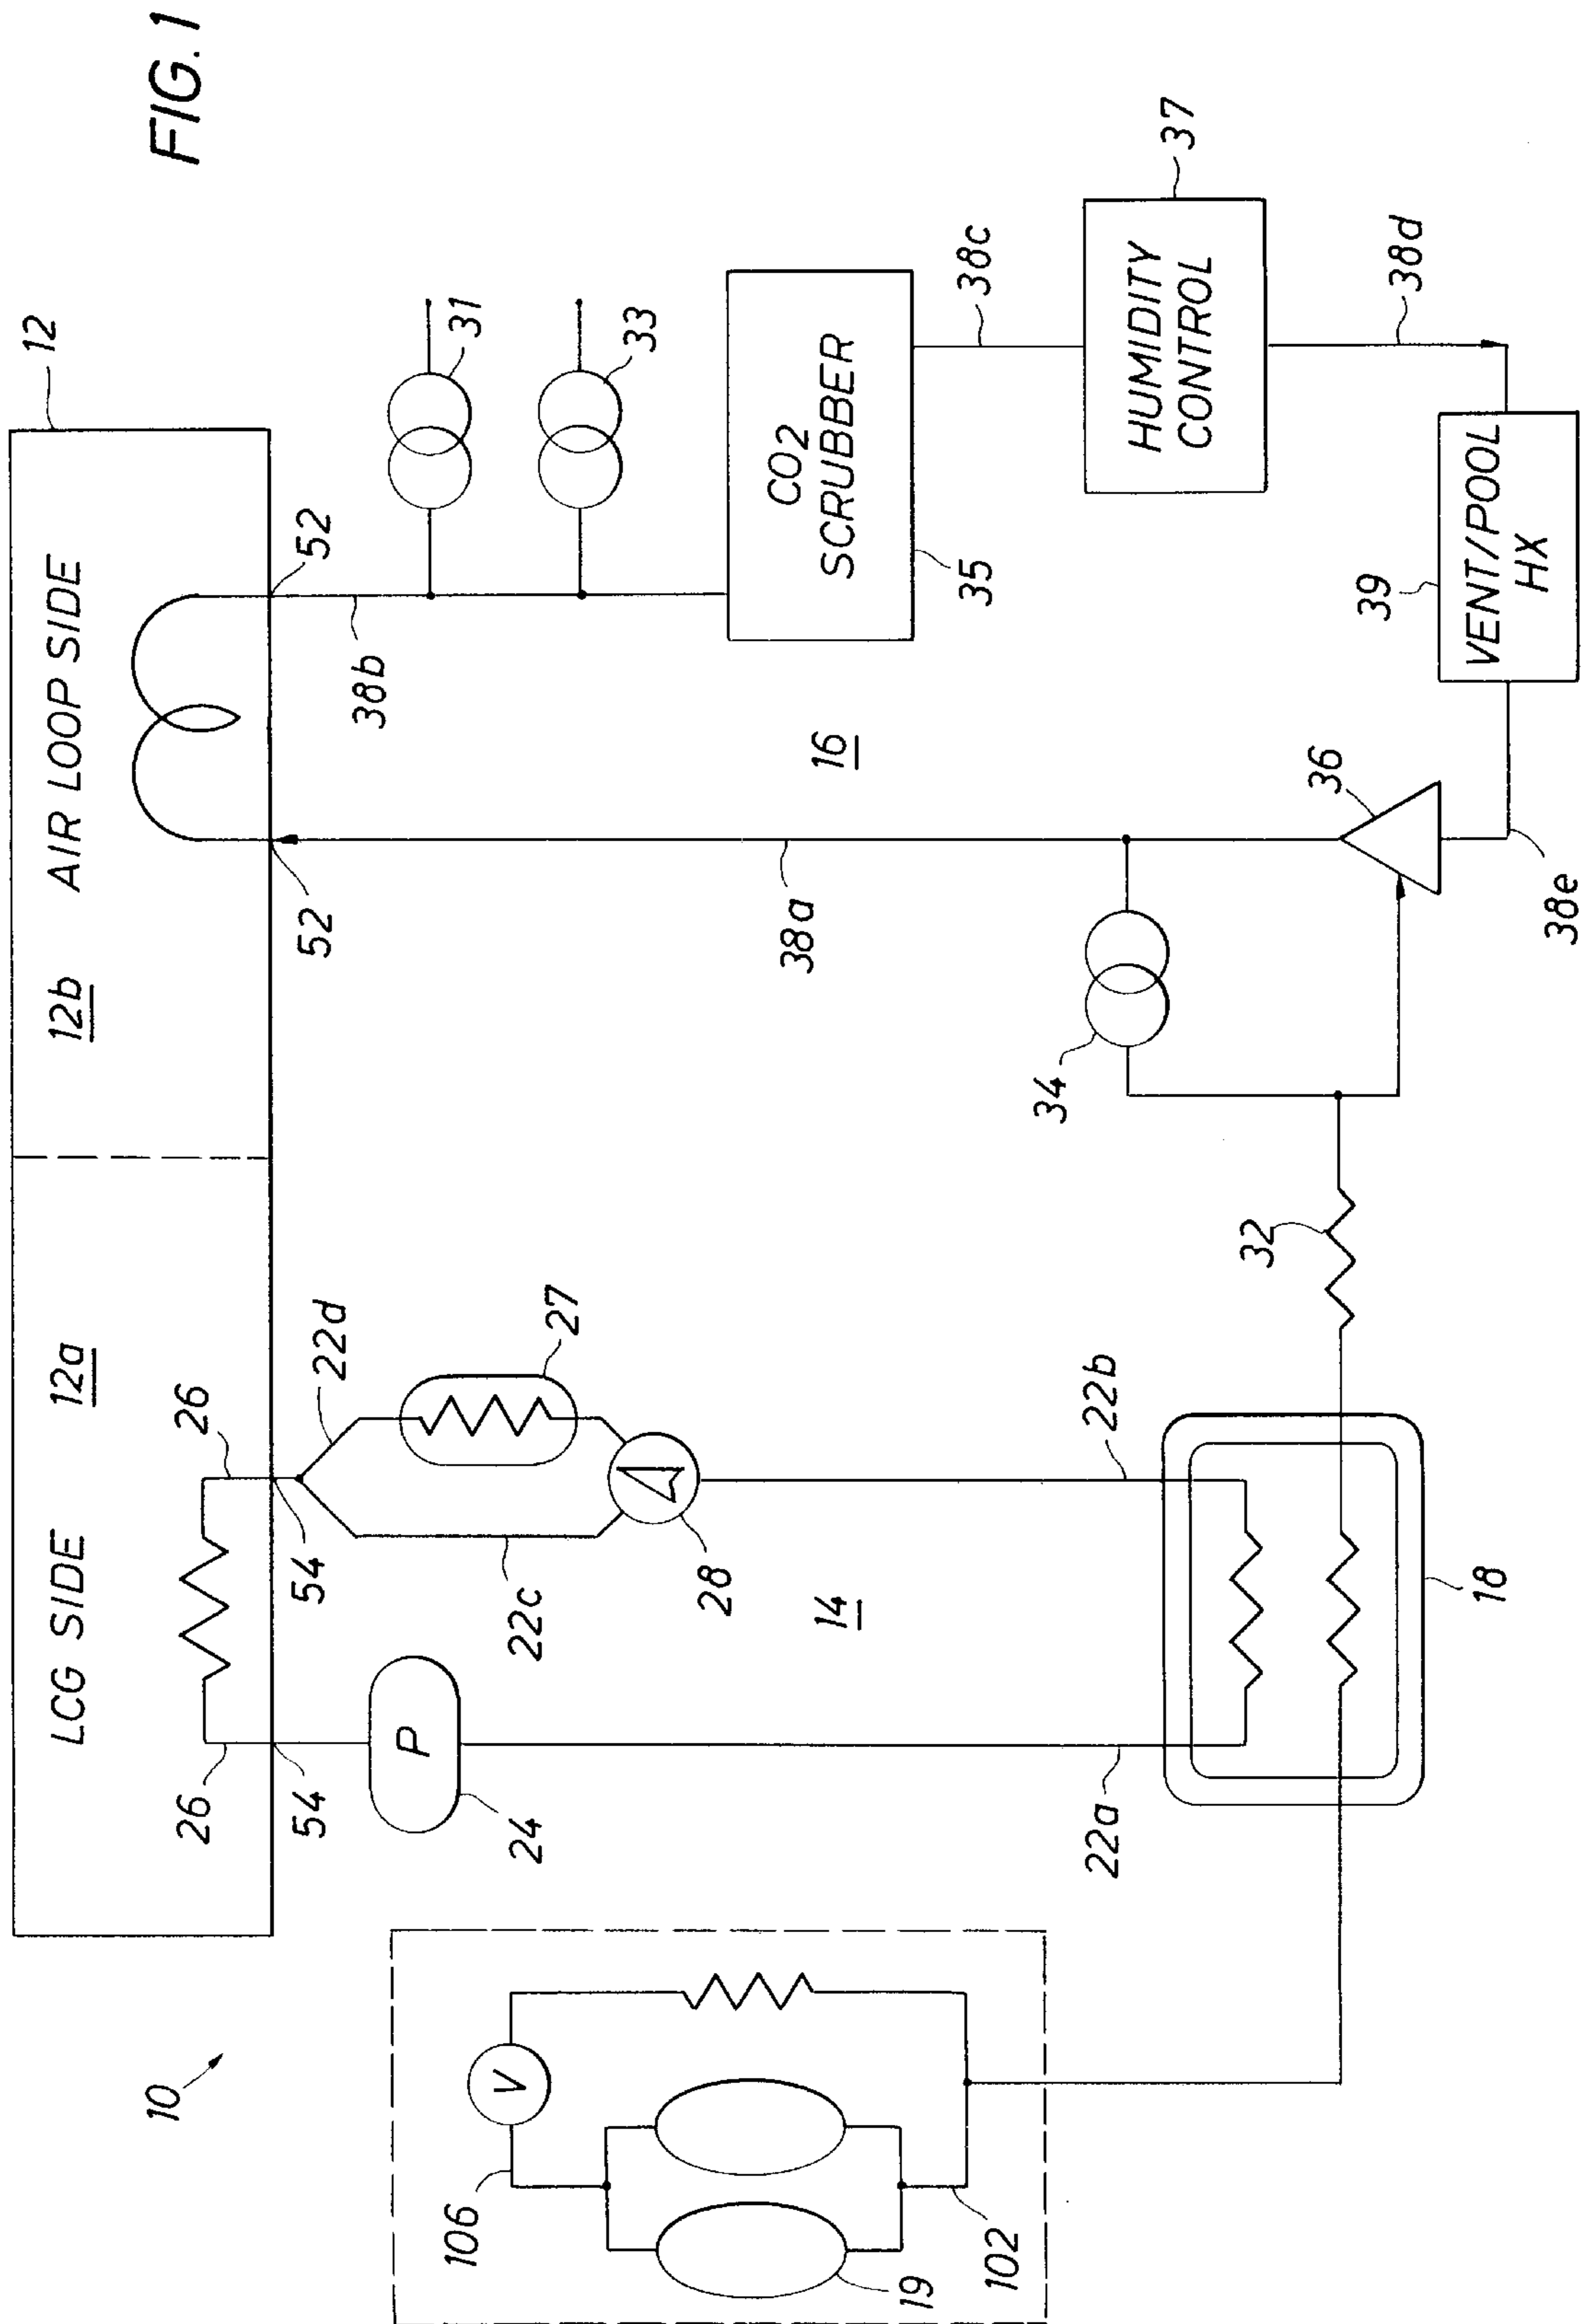 FIG. 1
10
12
LCG SIDE
12a
12b
AIR LOOP SIDE
26
26
54
54
52
52
22d
27
P
24
22c
28
14
22a
22b
18
38b
31
33
CO2
SCRUBBER
35
38c
HUMIDITY
CONTROL
37
38d
VENT/POOL
HX
39
38e
36
16
38a
34
32
106
V
19
102